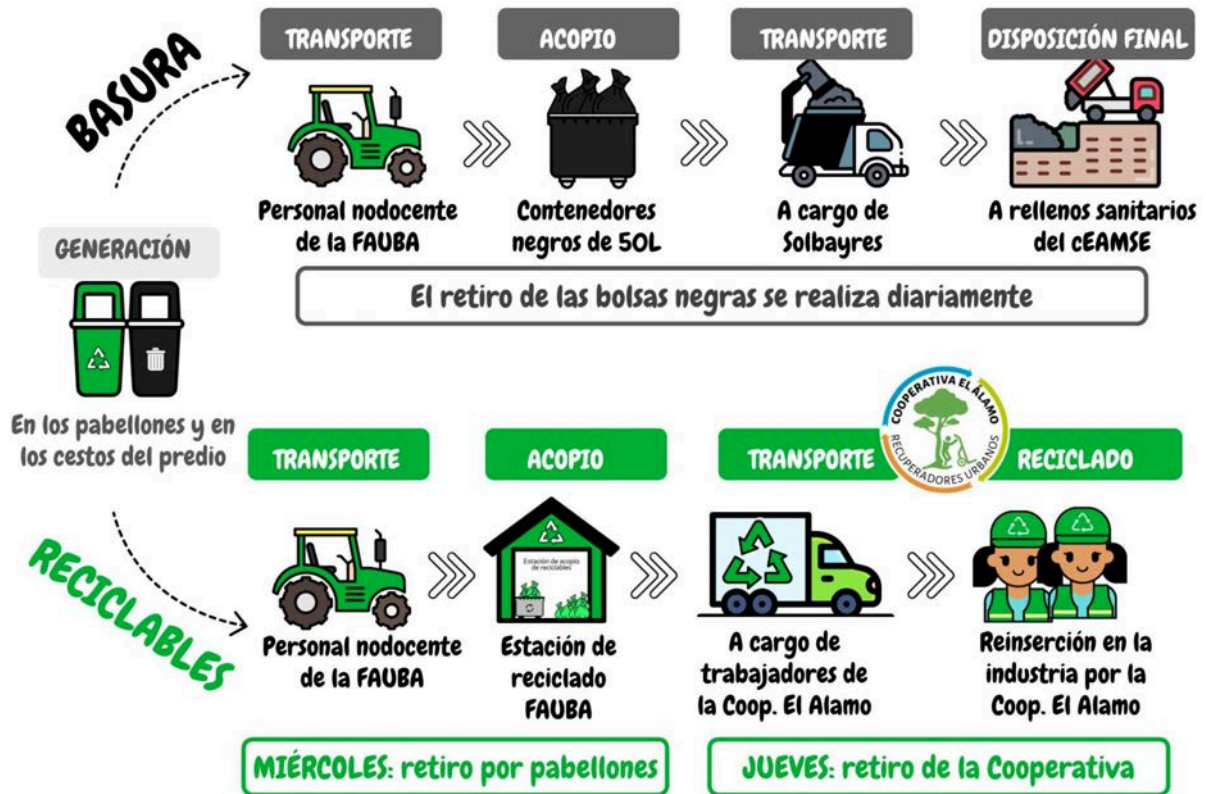 BASURA
TRANSPORTE
ACOPIO
TRANSPORTE
DISPOSICIÓN FINAL
Personal nodocente
de la FAUBA
Contenedores
negros de 50L
A cargo de
Solbayres
A rellenos sanitarios
del cEAMSE
El retiro de las bolsas negras se realiza diariamente
GENERACIÓN
En los pabellones y en
los cestos del predio
RECICLABLES
TRANSPORTE
ACOPIO
TRANSPORTE
COOPERATIVA EL ÁLAMO
RECUPERADORES URBANOS
RECICLADO
Estación de acopio
de reciclables
Personal nodocente
de la FAUBA
Estación de
reciclado
FAUBA
A cargo de
trabajadores de
la Coop. El Alamo
Reinserción en la
industria por la
Coop. El Alamo
MIÉRCOLES: retiro por pabellones
JUEVES: retiro de la Cooperativa